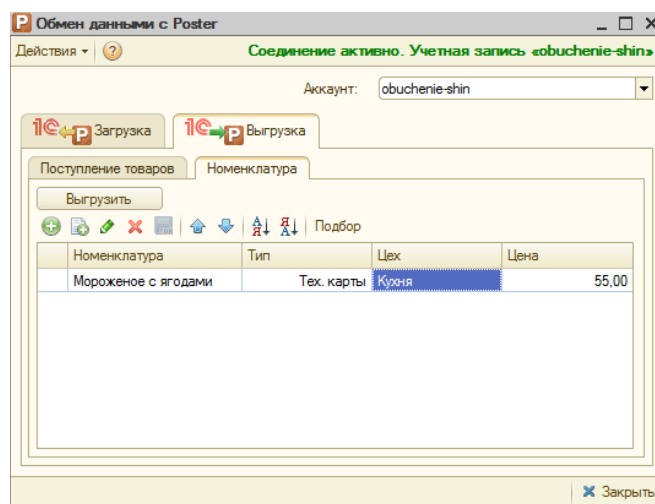 Обмен данными с Poster
Действия
Соединение активно. Учетная запись «obuchenie-shin»
Аккаунт: obuchenie-shin
Загрузка Выгрузка
Поступление товаров Номенклатура
Выгрузить
Подбор
Номенклатура Тип Цех Цена
Мороженое с ягодами Тех. карты Кухня 55,00
Закрыть